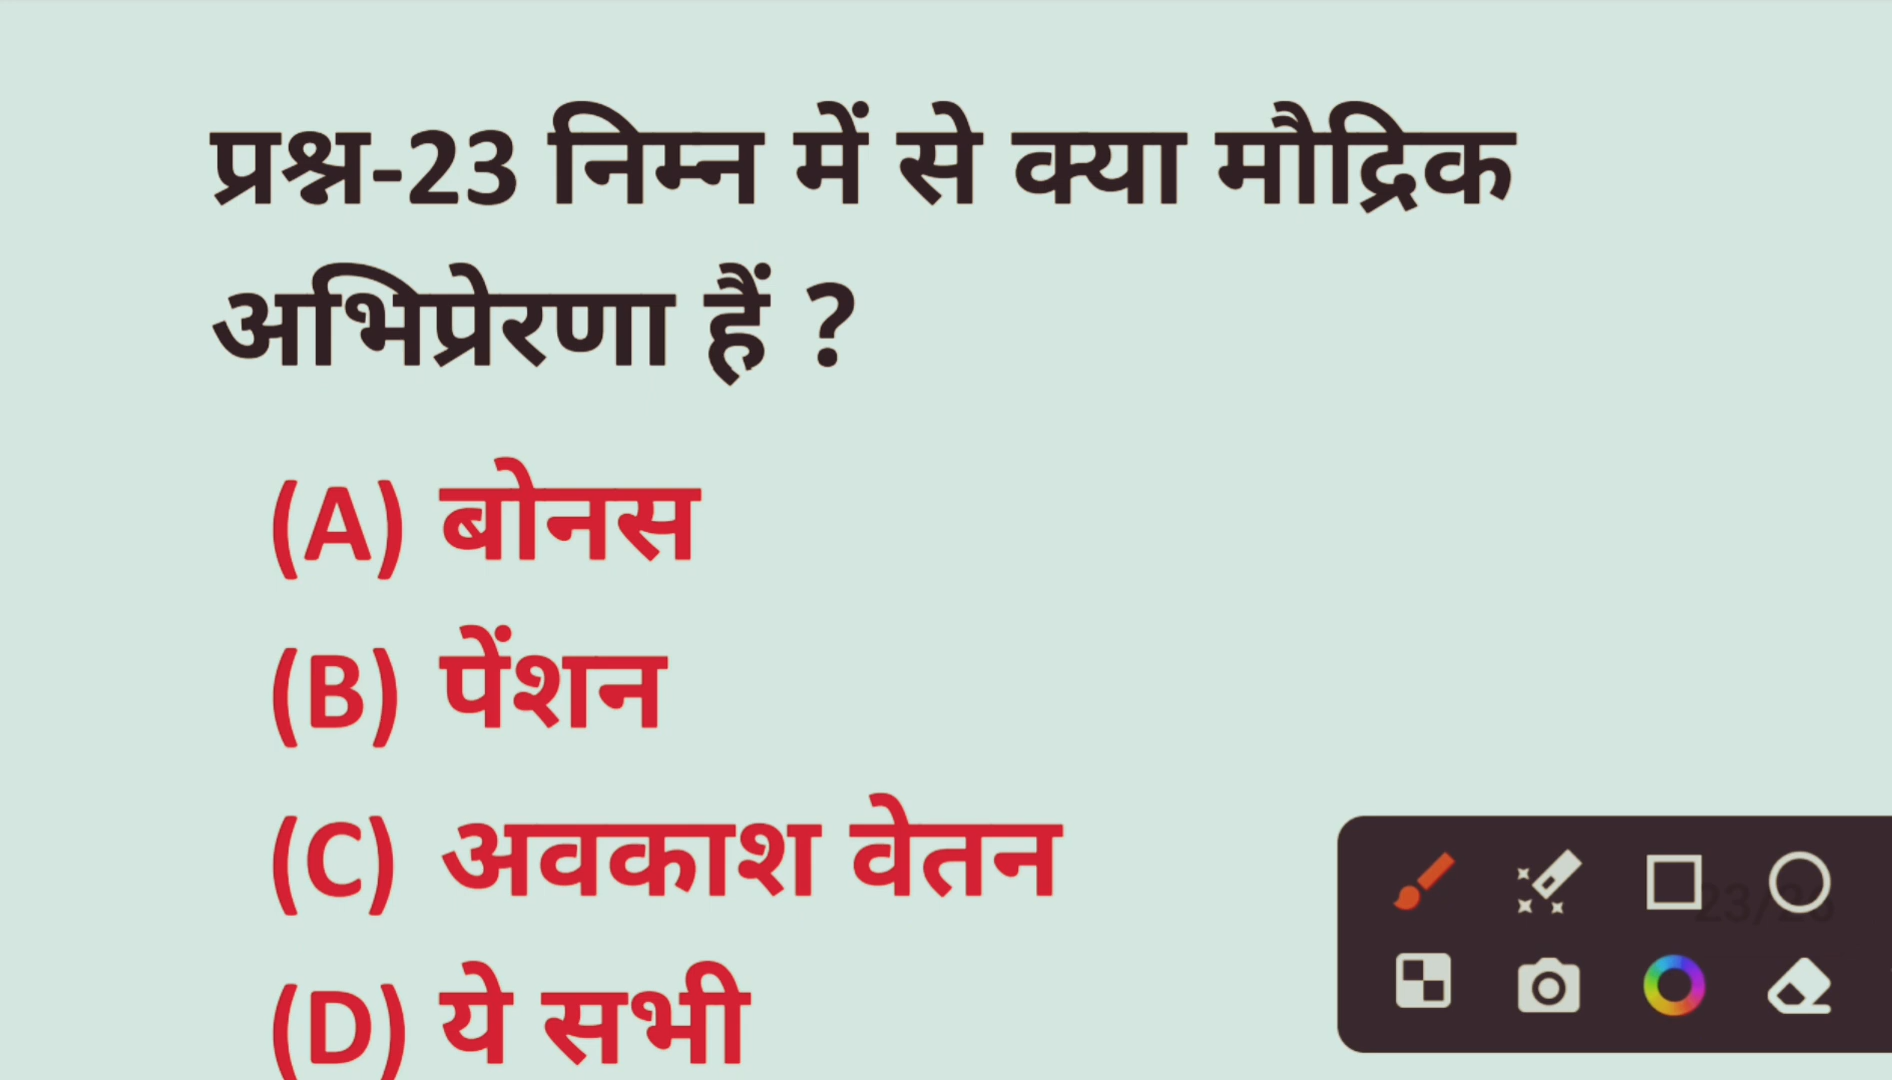 प्रश्न-23 निम्न में से क्या मौद्रिक
अभिप्रेरणा हैं ?
(A) बोनस
(B) पेंशन
(C) अवकाश वेतन
(D) ये सभी